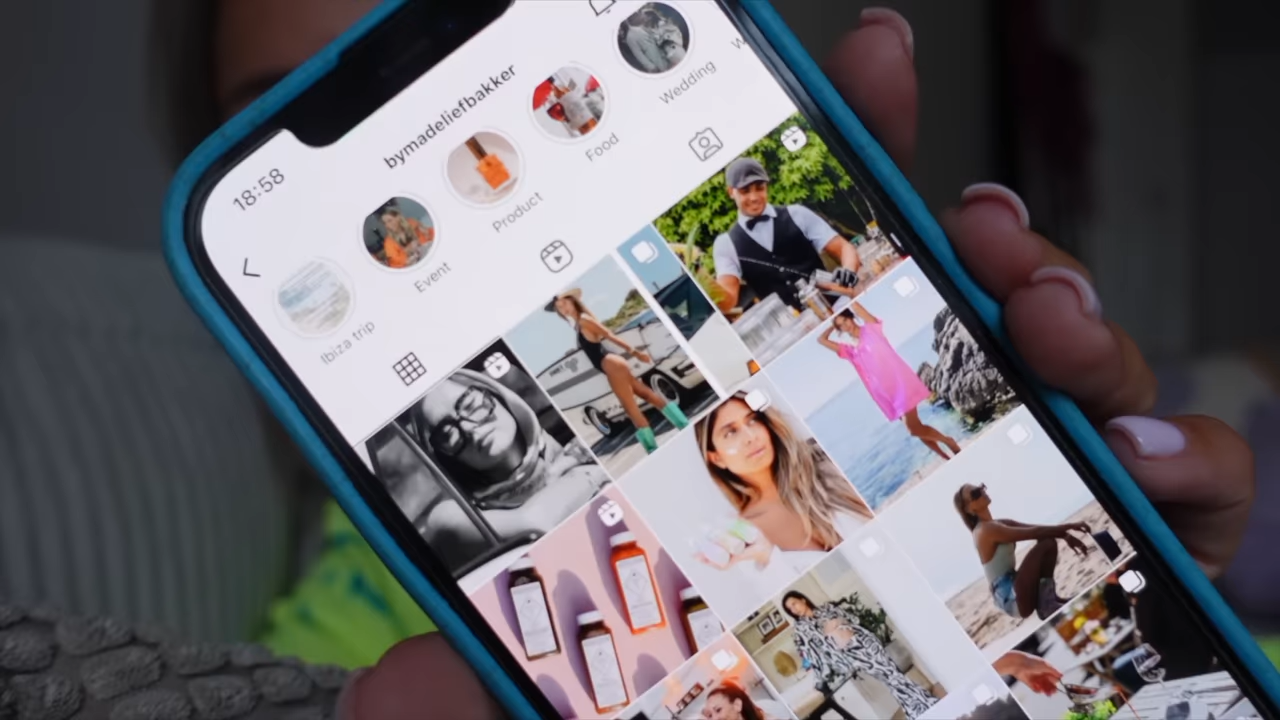 18:58
bymadeliefbakker
Ibiza trip
Event
Product
Food
Wedding